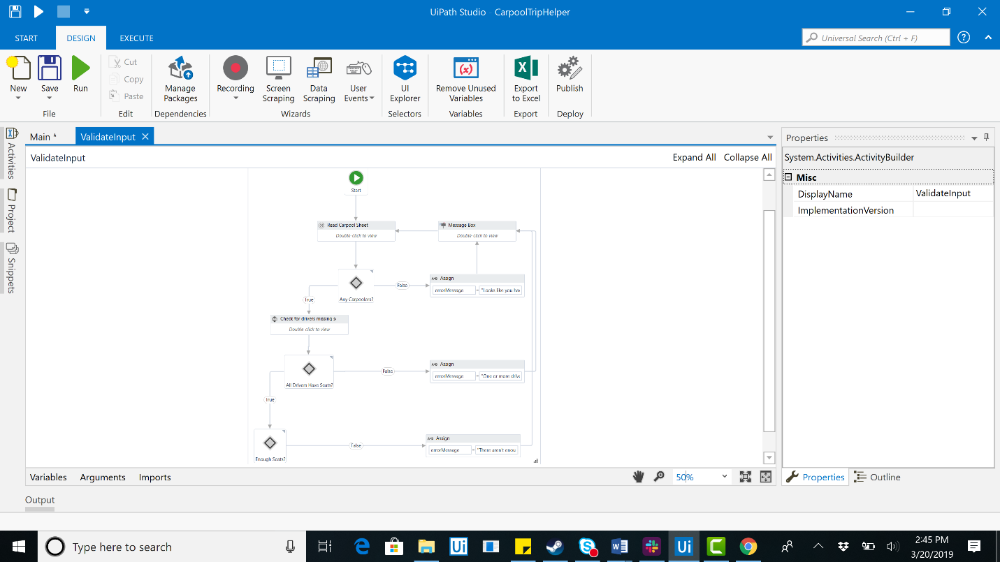 UiPath Studio - CarpoolTripHelper
START
DESIGN
EXECUTE
Universal Search (Ctrl + F)
New
Save
Run
File
Cut
Copy
Paste
Edit
Manage
Packages
Dependencies
Recording
Screen
Scraping
Data
Scraping
User
Events
Wizards
UI
Explorer
Selectors
Remove Unused
Variables
Variables
Export
to Excel
Export
Publish
Deploy
Activities
Project
Snippets
Main *
ValidateInput
ValidateInput
Expand All
Collapse All
Start
Read Carpool Sheet
Double click to view
Message Box
Double click to view
Any Carpoolers?
True
False
A+B Assign
errorMessage = "Looks like you hav
Check for drivers missing s
Double click to view
All Drivers Have Seats?
True
False
A+B Assign
errorMessage = "One or more drive
Enough Seats?
False
A+B Assign
errorMessage = "There aren't enou
Variables
Arguments
Imports
50%
Output
Properties
System.Activities.ActivityBuilder
Misc
DisplayName
ValidateInput
ImplementationVersion
Properties
Outline
Type here to search
2:45 PM
3/20/2019